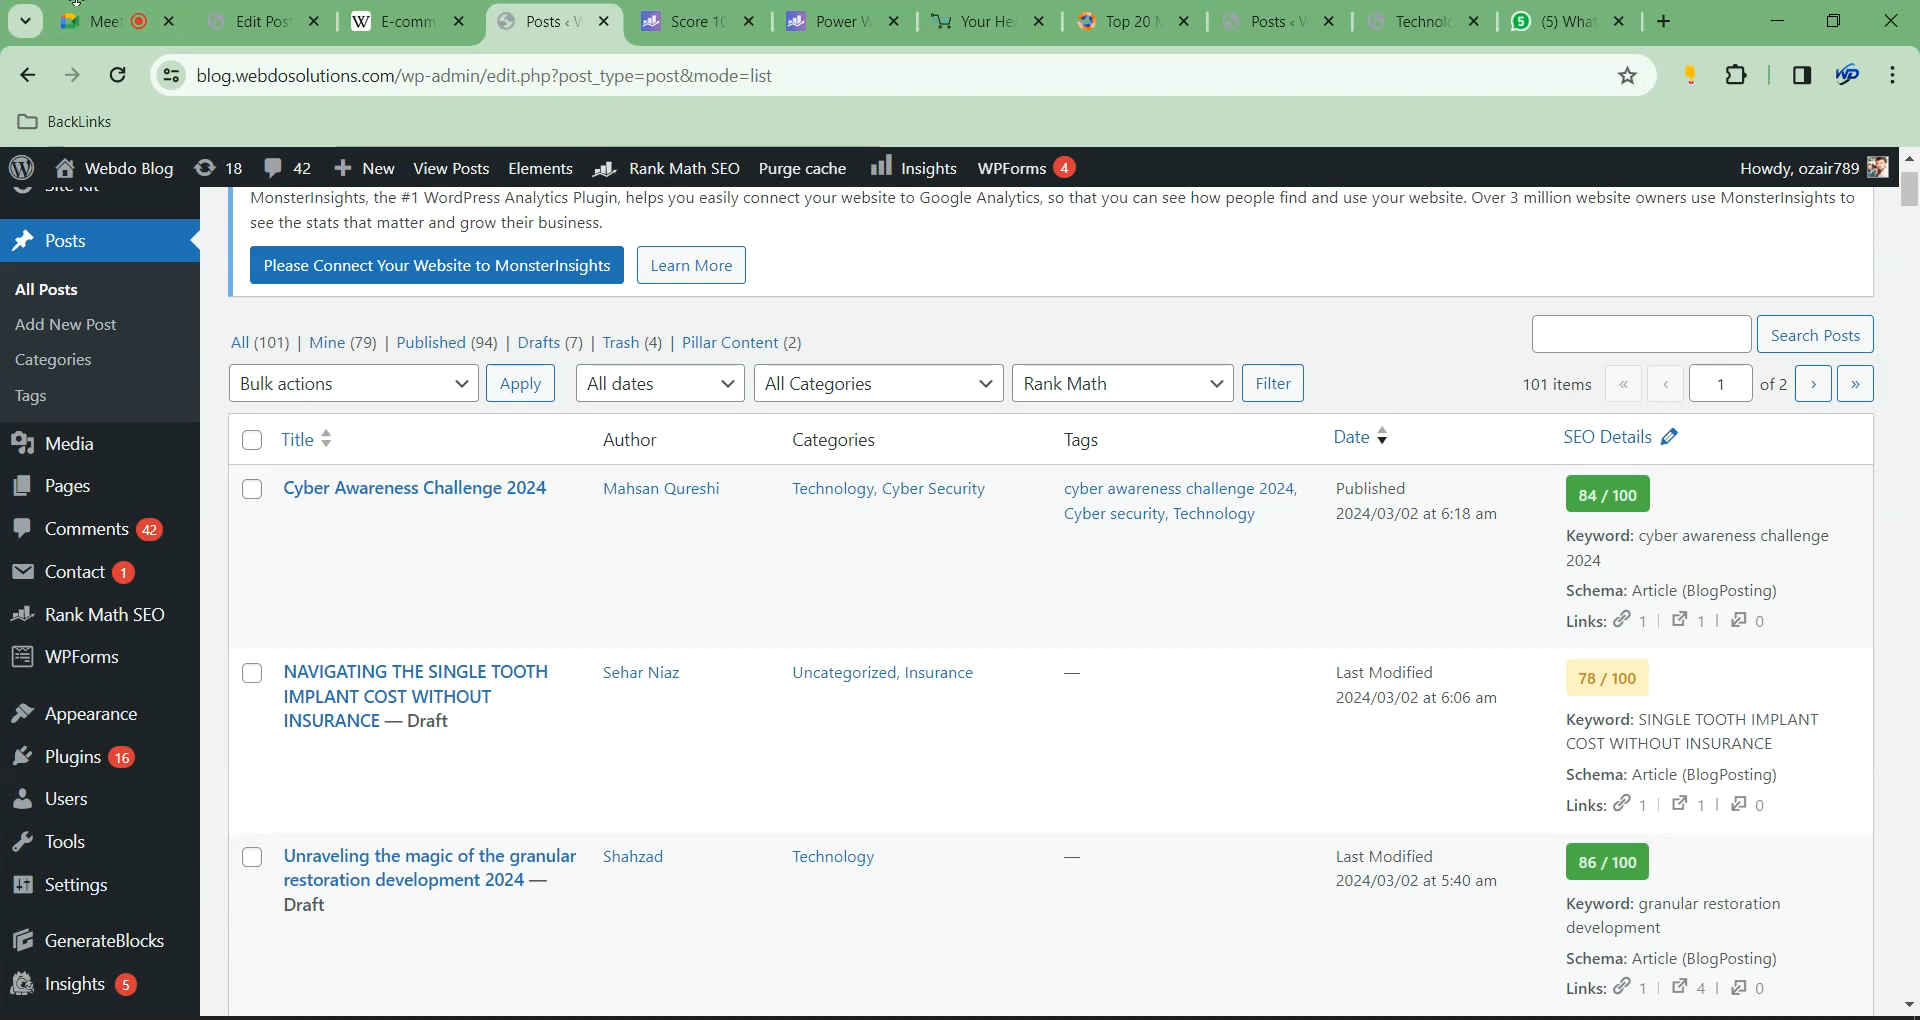 Meet
Edit Pos
E-comm
Posts ‹ W
Score 10
Power W
Your He
Top 20
Posts ‹ W
Technolo
(5) What
blog.webdosolutions.com/wp-admin/edit.php?post_type=post&mode=list
BackLinks
Webdo Blog 18 42 New View Posts Elements Rank Math SEO Purge cache Insights WPForms 4 Howdy, ozair789
Site Kit
Posts
All Posts
Add New Post
Categories
Tags
Media
Pages
Comments 42
Contact 1
Rank Math SEO
WPForms
Appearance
Plugins 16
Users
Tools
Settings
GenerateBlocks
Insights 5
MonsterInsights, the #1 WordPress Analytics Plugin, helps you easily connect your website to Google Analytics, so that you can see how people find and use your website. Over 3 million website owners use MonsterInsights to
see the stats that matter and grow their business.
Please Connect Your Website to MonsterInsights Learn More
All (101) | Mine (79) | Published (94) | Drafts (7) | Trash (4) | Pillar Content (2)
Search Posts
Bulk actions Apply All dates All Categories Rank Math Filter 101 items « ‹ 1 of 2 › »
Title Author Categories Tags Date SEO Details
Cyber Awareness Challenge 2024
Mahsan Qureshi
Technology, Cyber Security
cyber awareness challenge 2024,
Cyber security, Technology
Published
2024/03/02 at 6:18 am
84 / 100
Keyword: cyber awareness challenge
2024
Schema: Article (BlogPosting)
Links: 1 | 1 | 0
NAVIGATING THE SINGLE TOOTH
IMPLANT COST WITHOUT
INSURANCE — Draft
Sehar Niaz
Uncategorized, Insurance
—
Last Modified
2024/03/02 at 6:06 am
78 / 100
Keyword: SINGLE TOOTH IMPLANT
COST WITHOUT INSURANCE
Schema: Article (BlogPosting)
Links: 1 | 1 | 0
Unraveling the magic of the granular
restoration development 2024 —
Draft
Shahzad
Technology
—
Last Modified
2024/03/02 at 5:40 am
86 / 100
Keyword: granular restoration
development
Schema: Article (BlogPosting)
Links: 1 | 4 | 0